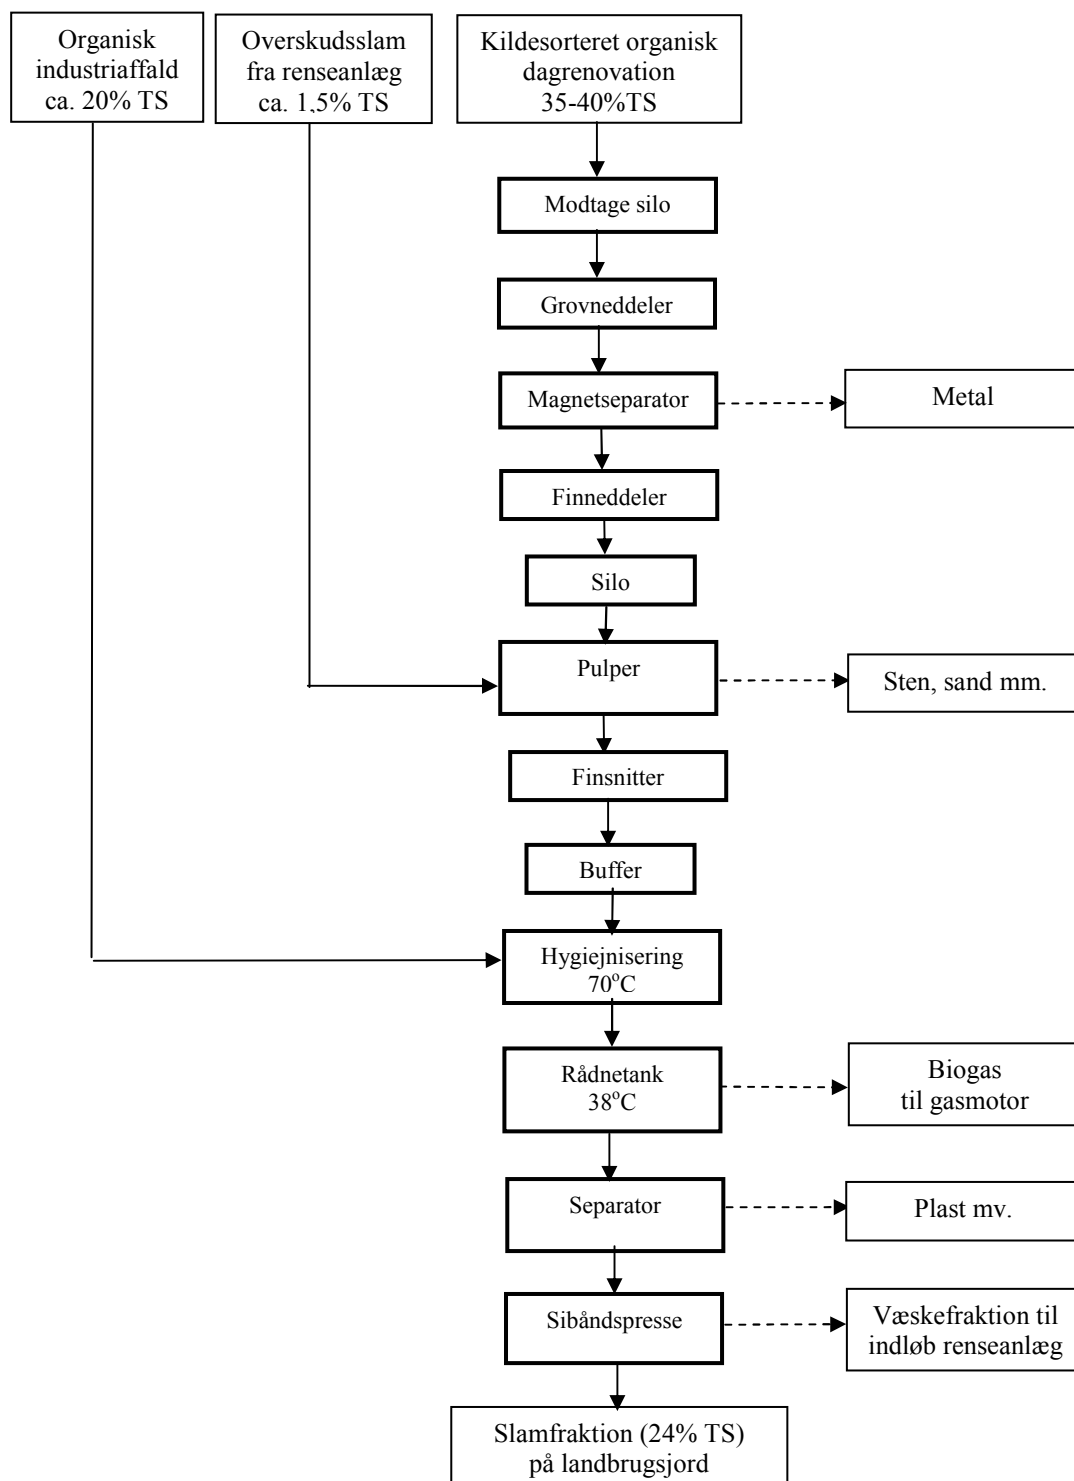 Organisk
industriaffald
ca. 20% TS
Overskudsslam
fra renseanlæg
ca. 1,5% TS
Kildesorteret organisk
dagrenovation
35-40%TS
Modtage silo
Grovneddeler
Magnetseparator
Metal
Finneddeler
Silo
Pulper
Sten, sand mm.
Finsnitter
Buffer
Hygiejnisering
70°C
Rådnetank
38°C
Biogas
til gasmotor
Separator
Plast mv.
Sibåndspresse
Væskefraktion til
indløb renseanlæg
Slamfraktion (24% TS)
på landbrugsjord